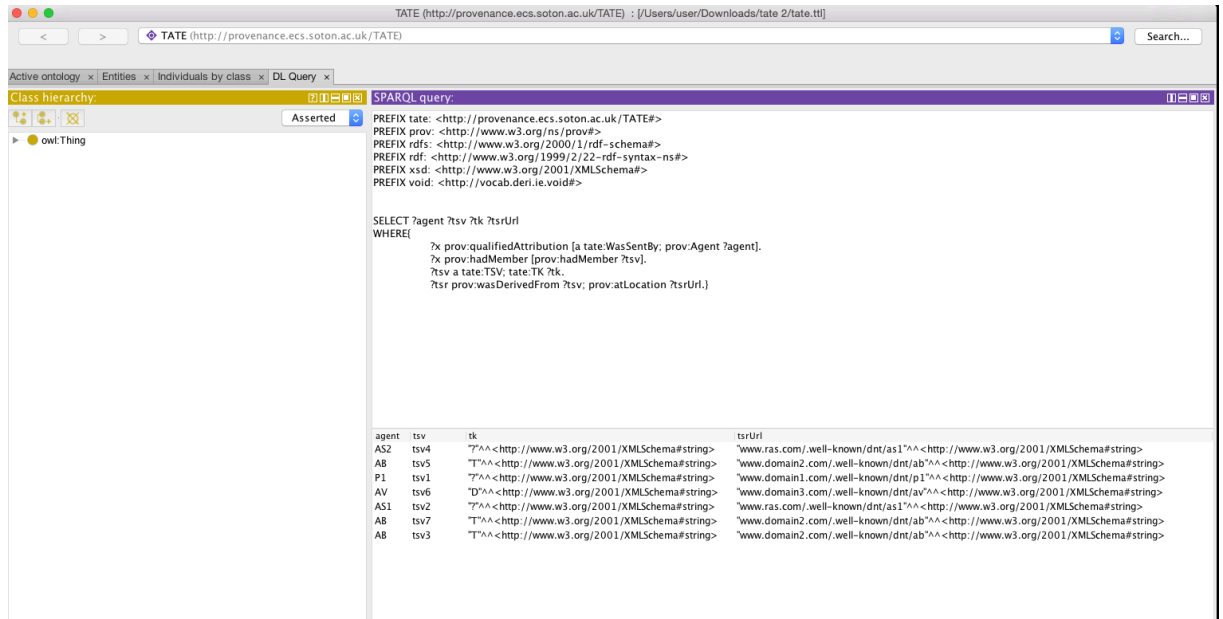 TATE (http://provenance.ecs.soton.ac.uk/TATE) : [/Users/user/Downloads/tate 2/tate.ttl]
< > TATE (http://provenance.ecs.soton.ac.uk/TATE) Search...
Active ontology × Entities × Individuals by class × DL Query ×
Class hierarchy:
Asserted
owl:Thing
SPARQL query:
PREFIX tate: <http://provenance.ecs.soton.ac.uk/TATE#>
PREFIX prov: <http://www.w3.org/ns/prov#>
PREFIX rdfs: <http://www.w3.org/2000/1/rdf-schema#>
PREFIX rdf: <http://www.w3.org/1999/2/22-rdf-syntax-ns#>
PREFIX xsd: <http://www.w3.org/2001/XMLSchema#>
PREFIX void: <http://vocab.deri.ie.void#>
SELECT ?agent ?tsv ?tk ?tsrUrl
WHERE{
?x prov:qualifiedAttribution [a tate:WasSentBy; prov:Agent ?agent].
?x prov:hadMember [prov:hadMember ?tsv].
?tsv a tate:TSV; tate:TK ?tk.
?tsr prov:wasDerivedFrom ?tsv; prov:atLocation ?tsrUrl.}
agent tsv tk tsrUrl
AS2 tsv4 "?"^^<http://www.w3.org/2001/XMLSchema#string> "www.ras.com/.well-known/dnt/as1"^^<http://www.w3.org/2001/XMLSchema#string>
AB tsv5 "T"^^<http://www.w3.org/2001/XMLSchema#string> "www.domain2.com/.well-known/dnt/ab"^^<http://www.w3.org/2001/XMLSchema#string>
P1 tsv1 "?"^^<http://www.w3.org/2001/XMLSchema#string> "www.domain1.com/.well-known/dnt/p1"^^<http://www.w3.org/2001/XMLSchema#string>
AV tsv6 "D"^^<http://www.w3.org/2001/XMLSchema#string> "www.domain3.com/.well-known/dnt/av"^^<http://www.w3.org/2001/XMLSchema#string>
AS1 tsv2 "?"^^<http://www.w3.org/2001/XMLSchema#string> "www.ras.com/.well-known/dnt/as1"^^<http://www.w3.org/2001/XMLSchema#string>
AB tsv7 "T"^^<http://www.w3.org/2001/XMLSchema#string> "www.domain2.com/.well-known/dnt/ab"^^<http://www.w3.org/2001/XMLSchema#string>
AB tsv3 "T"^^<http://www.w3.org/2001/XMLSchema#string> "www.domain2.com/.well-known/dnt/ab"^^<http://www.w3.org/2001/XMLSchema#string>